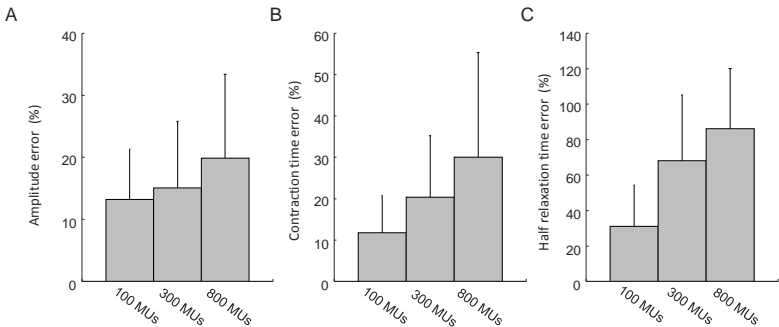 A
Amplitude error (%)
40
30
20
10
0
100 MUs
300 MUs
800 MUs
B
Contraction time error (%)
60
50
40
30
20
10
0
100 MUs
300 MUs
800 MUs
C
Half relaxation time error (%)
140
120
100
80
60
40
20
0
100 MUs
300 MUs
800 MUs